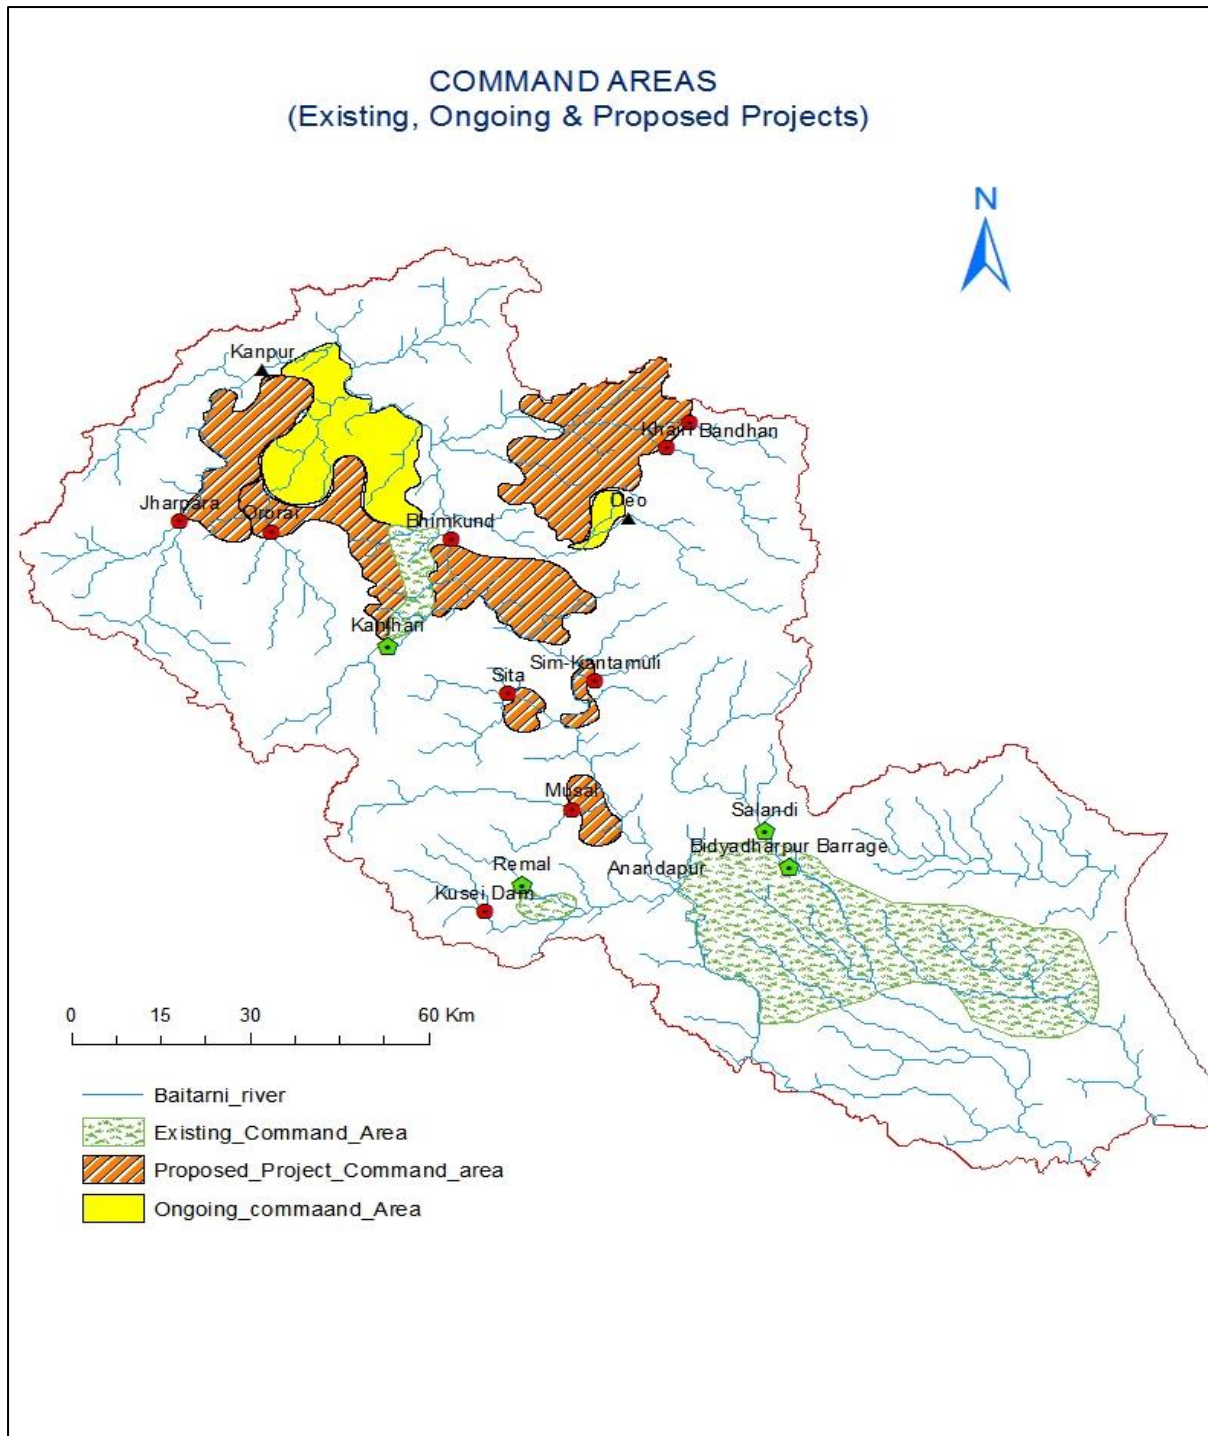 COMMAND AREAS
(Existing, Ongoing & Proposed Projects)
N
Kanpur
Khairi Bandhan
Jharpara
Ororai
Deo
Bhimkund
Kanjhari
Sim-Kantamuli
Sita
Musal
Salandi
Bidyadharpur Barrage
Remal
Anandapur
Kusei Dam
0 15 30 60 Km
Baitarni_river
Existing_Command_Area
Proposed_Project_Command_area
Ongoing_commaand_Area